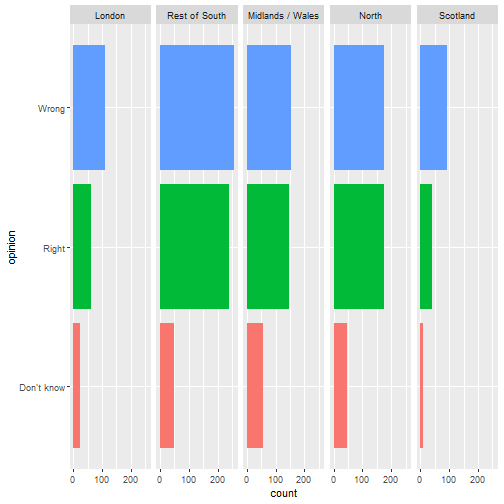 London Rest of South Midlands / Wales North Scotland
Wrong
Right
Don't know
opinion
0 100 200 0 100 200 0 100 200 0 100 200 0 100 200
count